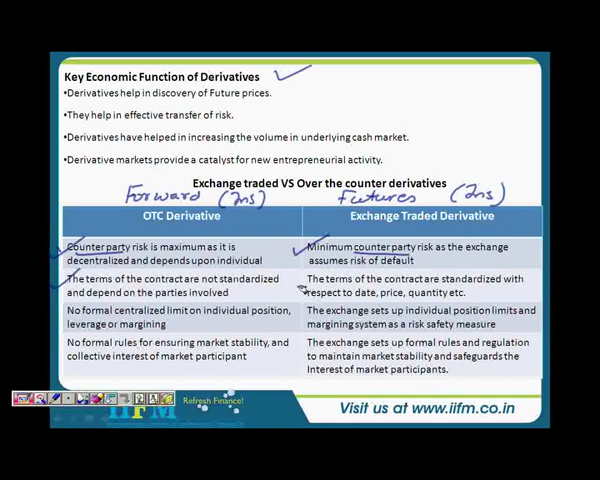 Key Economic Function of Derivatives
•Derivatives help in discovery of Future prices.
•They help in effective transfer of risk.
•Derivatives have helped in increasing the volume in underlying cash market.
•Derivative markets provide a catalyst for new entrepreneurial activity.
Exchange traded VS Over the counter derivatives
Forward Futures
OTC Derivative Exchange Traded Derivative
Counter party risk is maximum as it is Minimum counter party risk as the exchange
decentralized and depends upon individual assumes risk of default
The terms of the contract are not standardized The terms of the contract are standardized with
and depend on the parties involved respect to date, price, quantity etc.
No formal centralized limit on individual position, The exchange sets up individual position limits and
leverage or margining margining system as a risk safety measure
No formal rules for ensuring market stability, and The exchange sets up formal rules and regulation
collective interest of market participant to maintain market stability and safeguards the
Interest of market participants.
Refresh Finance!
IIFM Visit us at www.iifm.co.in